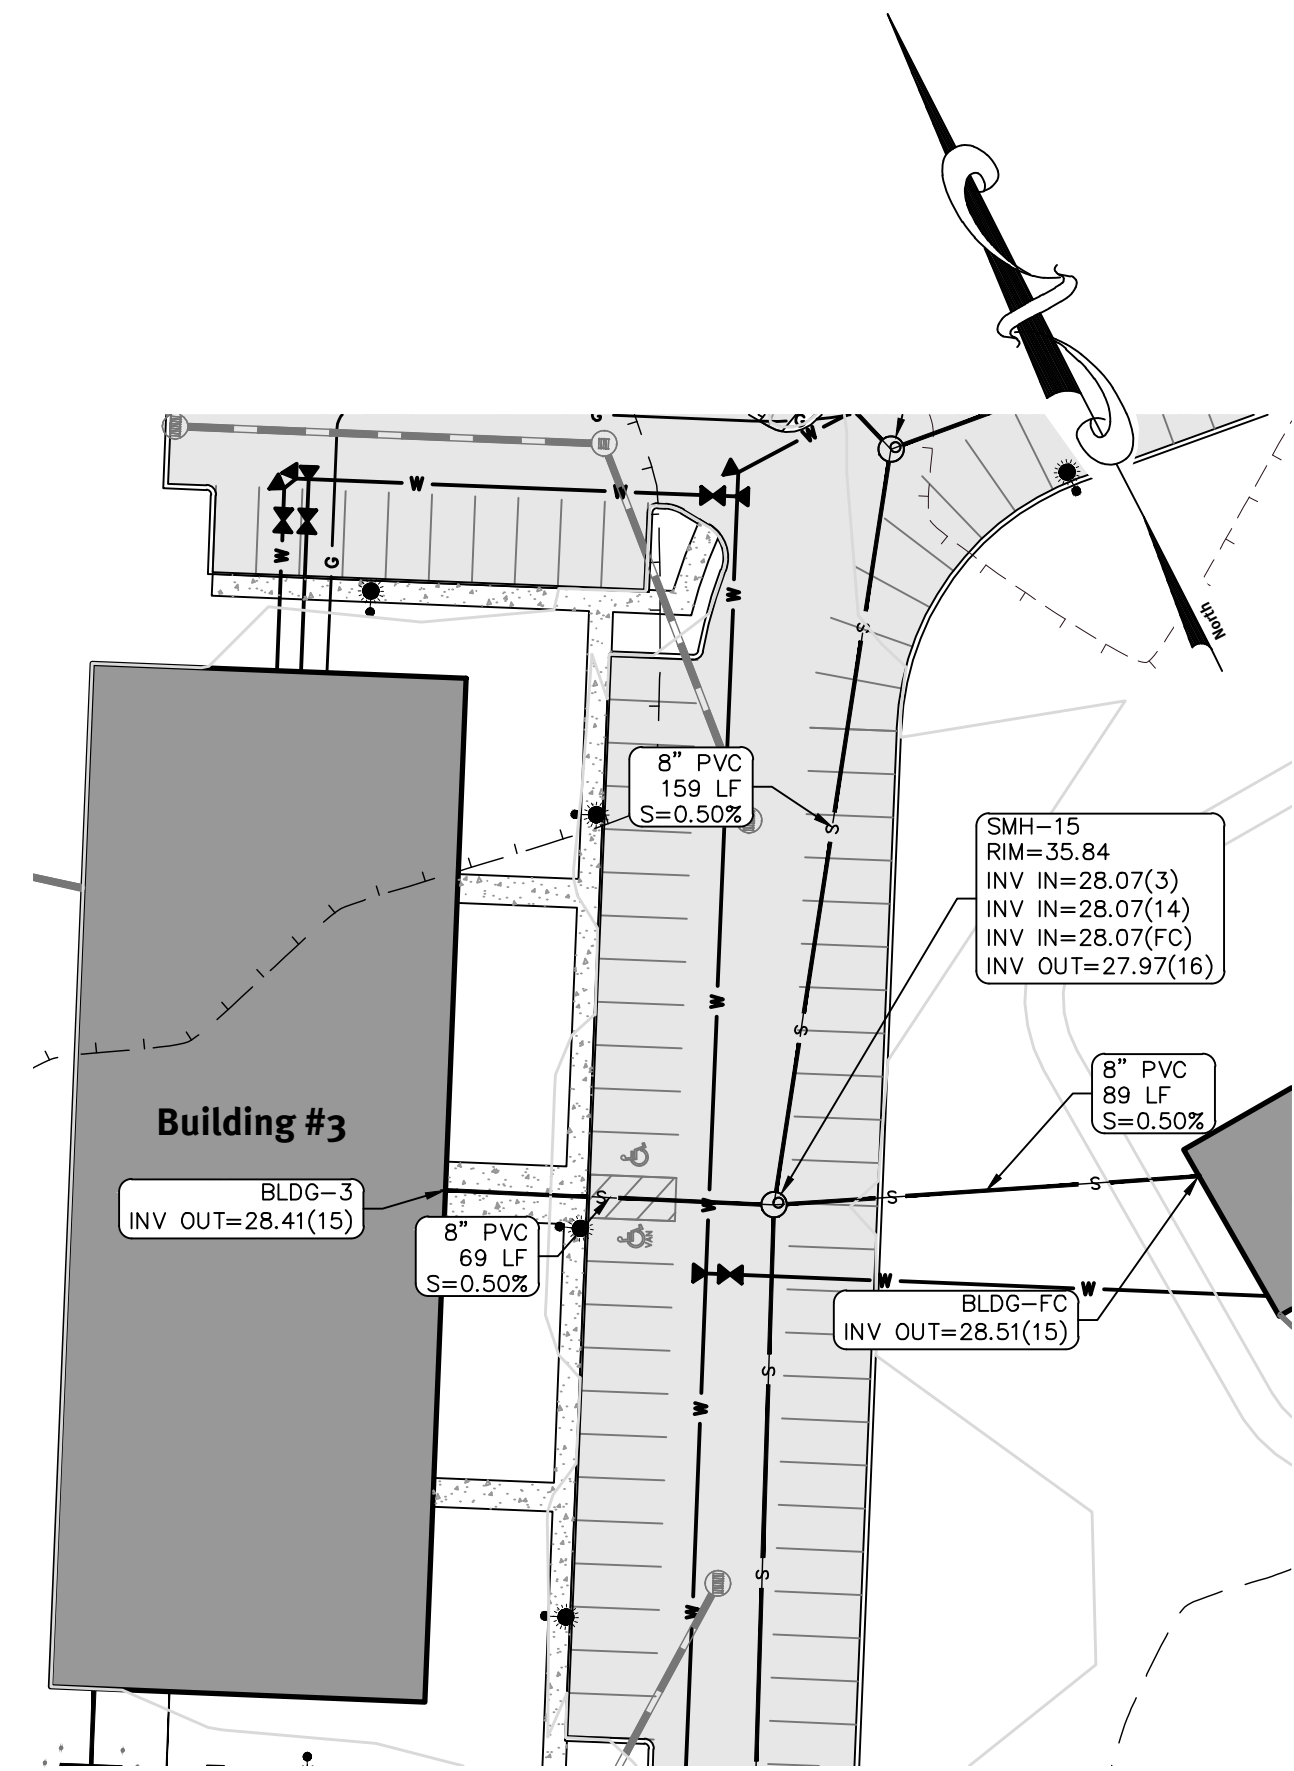 North
G
G
W
W
W
W
G
W
S
8” PVC
159 LF
S=0.50%
S
SMH-15
RIM=35.84
INV IN=28.07(3)
INV IN=28.07(14)
INV IN=28.07(FC)
INV OUT=27.97(16)
W
S
8” PVC
89 LF
S=0.50%
Building #3
BLDG-3
INV OUT=28.41(15)
S
W
S
S
8” PVC
69 LF
S=0.50%
VAN
W
W
BLDG-FC
INV OUT=28.51(15)
S
W
S
W